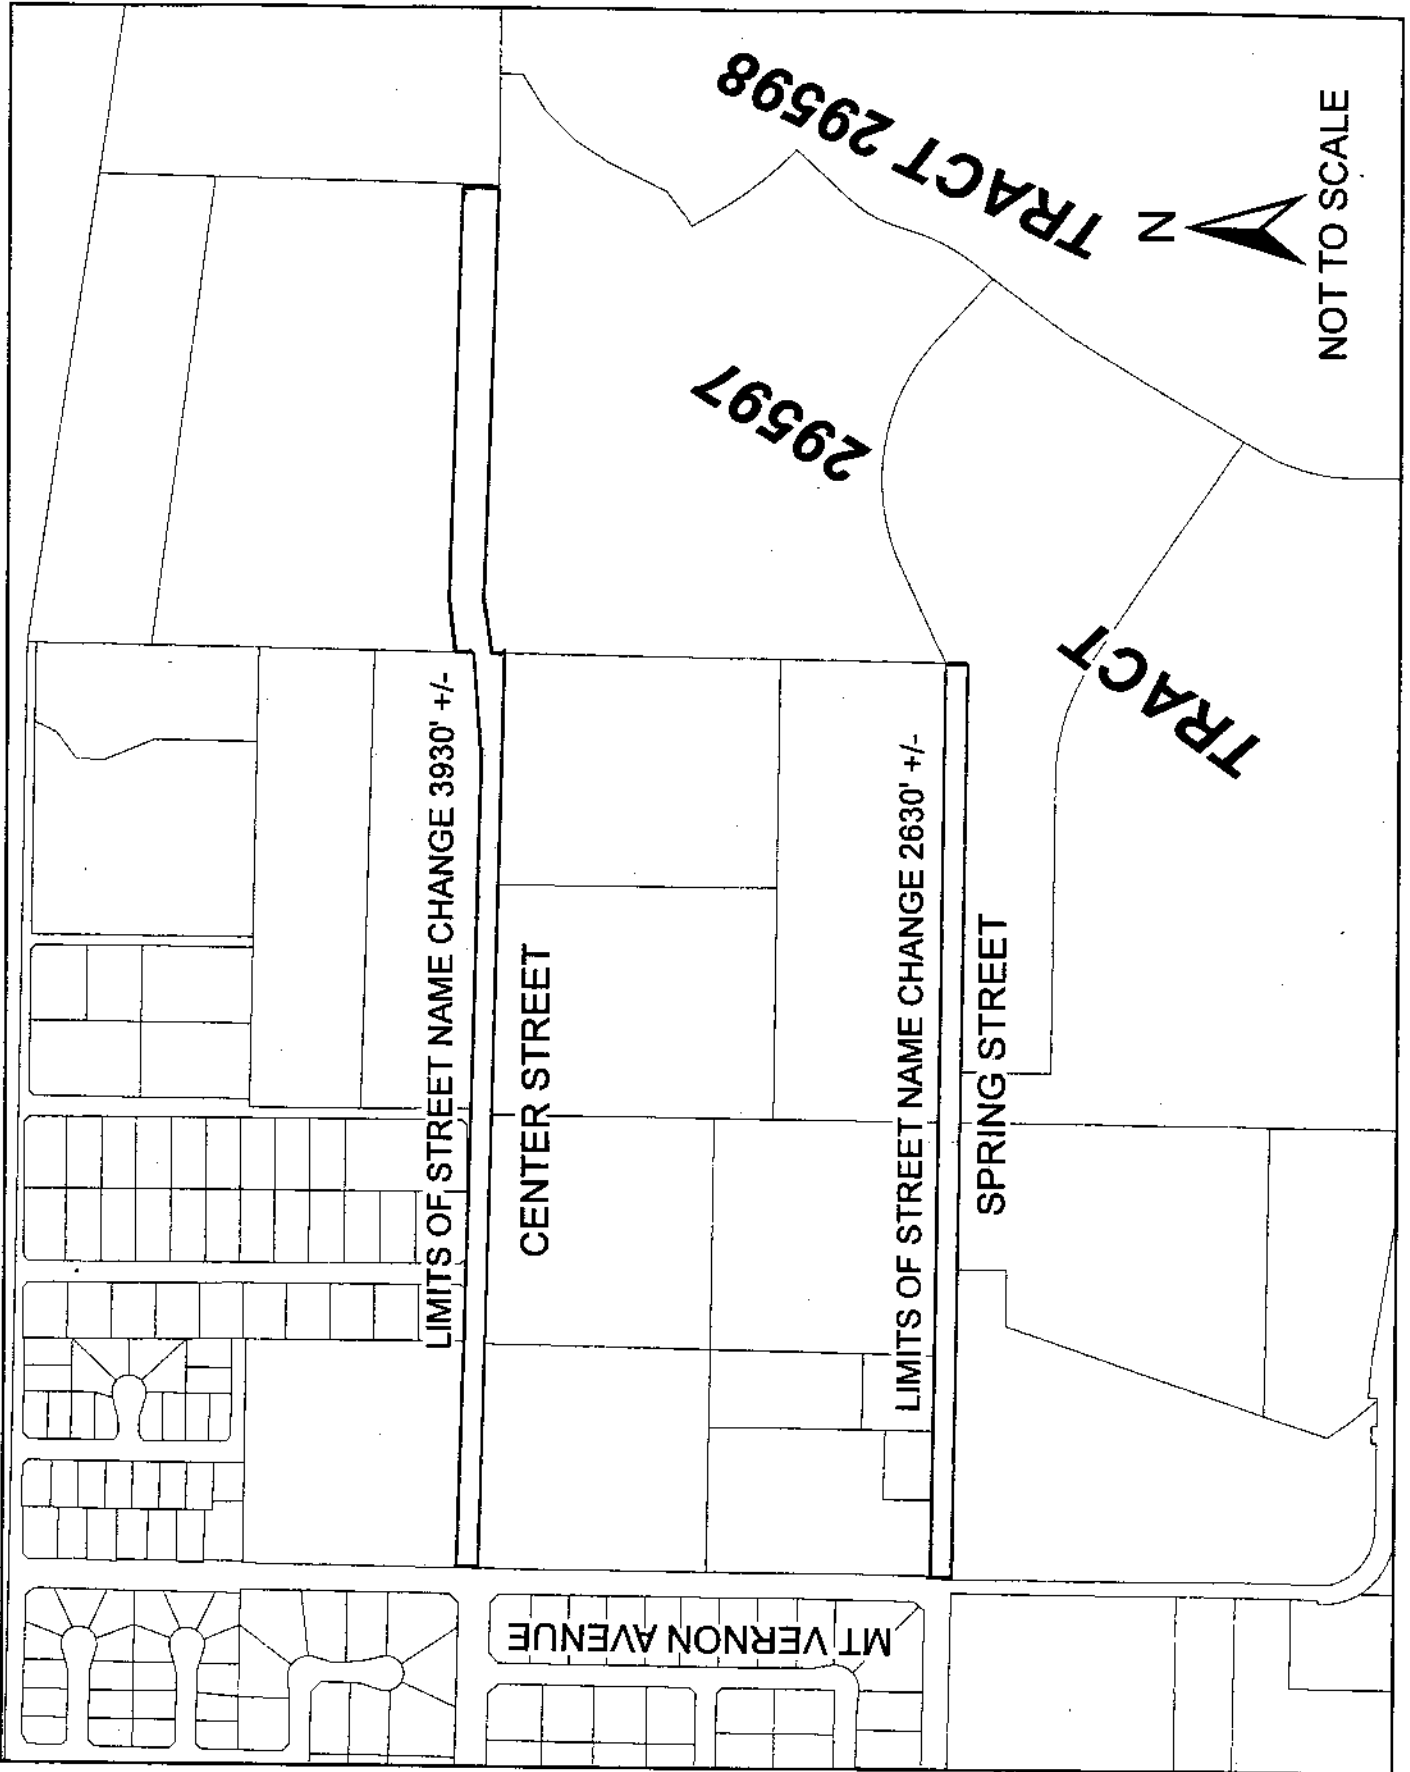 LIMITS OF STREET NAME CHANGE 3930' +/-
CENTER STREET
LIMITS OF STREET NAME CHANGE 2630' +/-
SPRING STREET
MT VERNON AVENUE
TRACT 29597
TRACT 29598
N
NOT TO SCALE